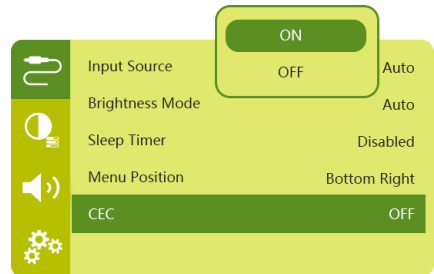 ON
OFF
Input Source Auto
Brightness Mode Auto
Sleep Timer Disabled
Menu Position Bottom Right
CEC OFF